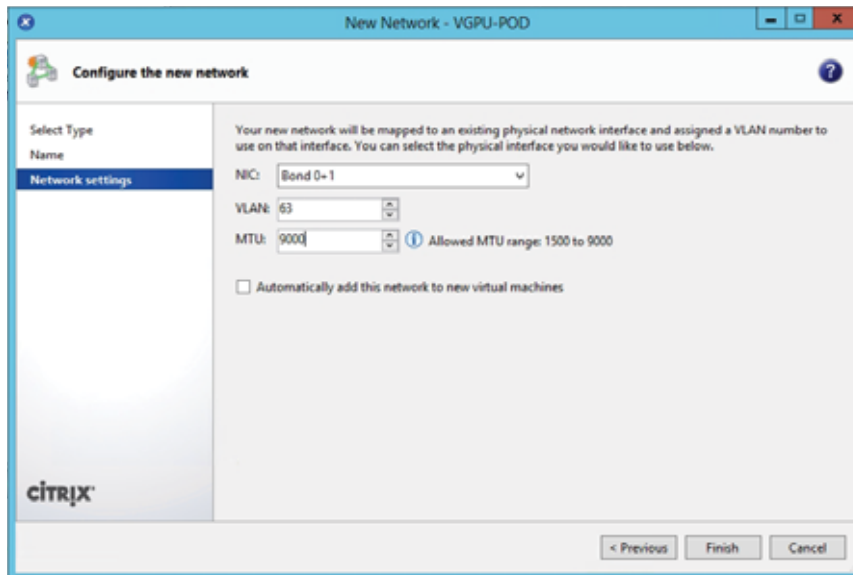 New Network - VGPU-POD
Configure the new network
Select Type
Name
Network settings
Your new network will be mapped to an existing physical network interface and assigned a VLAN number to
use on that interface. You can select the physical interface you would like to use below.
NIC: Bond 0+1
VLAN: 63
MTU: 9000 Allowed MTU range: 1500 to 9000
Automatically add this network to new virtual machines
CİTRIX
< Previous Finish Cancel